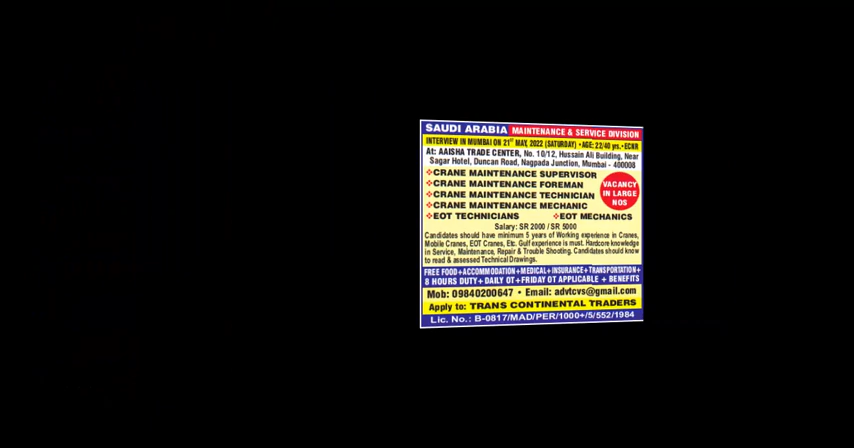 SAUDI ARABIA MAINTENANCE & SERVICE DIVISION
INTERVIEW IN MUMBAI ON 21ST MAY, 2022 (SATURDAY) • AGE: 22/40 yrs. • ECNR
At: AAISHA TRADE CENTER, No. 10/12, Hussain Ali Building, Near
Sagar Hotel, Duncan Road, Nagpada Junction, Mumbai - 400008
❖CRANE MAINTENANCE SUPERVISOR
❖CRANE MAINTENANCE FOREMAN
❖CRANE MAINTENANCE TECHNICIAN
❖CRANE MAINTENANCE MECHANIC
❖EOT TECHNICIANS ❖EOT MECHANICS
VACANCY
IN LARGE
NOS
Salary: SR 2000 / SR 5000
Candidates should have minimum 5 years of Working experience in Cranes,
Mobile Cranes, EOT Cranes, Etc. Gulf experience is must. Hardcore knowledge
in Service, Maintenance, Repair & Trouble Shooting. Candidates should know
to read & assessed Technical Drawings.
FREE FOOD+ACCOMMODATION+MEDICAL+INSURANCE+TRANSPORTATION+
8 HOURS DUTY+DAILY OT+FRIDAY OT APPLICABLE + BENEFITS
Mob: 09840200647 • Email: advtcvs@gmail.com
Apply to: TRANS CONTINENTAL TRADERS
Lic. No.: B-0817/MAD/PER/1000+/5/552/1984